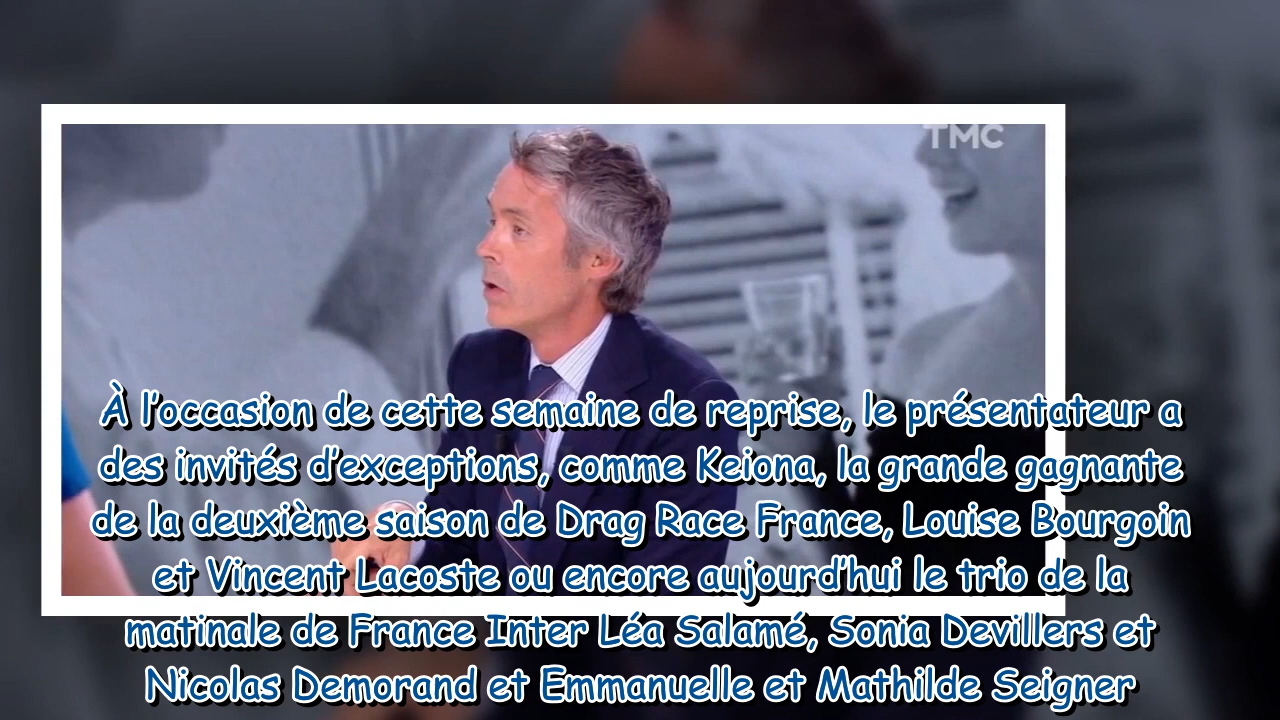 TMC
À l'occasion de cette semaine de reprise, le présentateur a
des invités d'exceptions, comme Keiona, la grande gagnante
de la deuxième saison de Drag Race France, Louise Bourgoin
et Vincent Lacoste ou encore aujourd'hui le trio de la
matinale de France Inter Léa Salamé, Sonia Devillers et
Nicolas Demorand et Emmanuelle et Mathilde Seigner